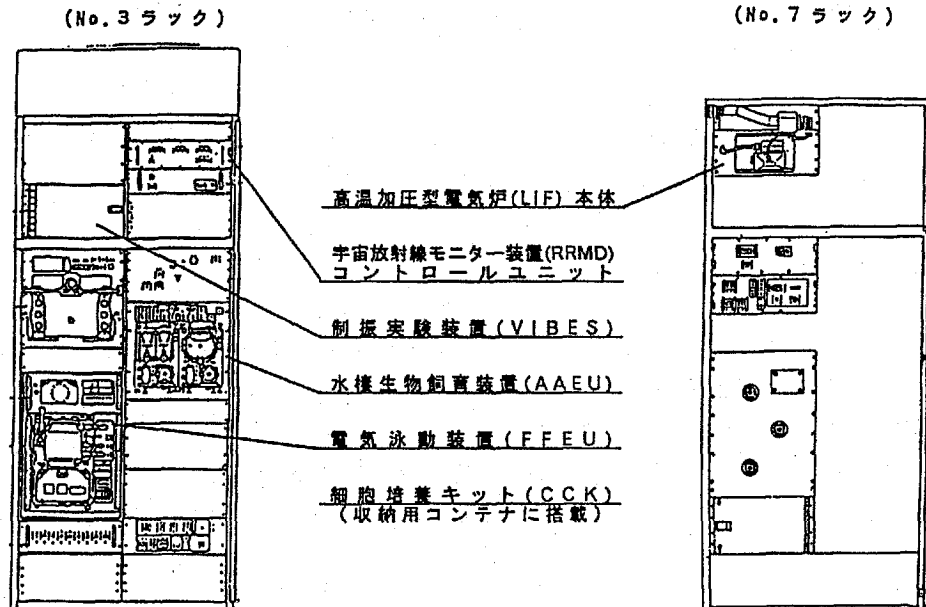 (No.3 ラック)
(No.7 ラック)
高温加圧型電気炉(LIF) 本体
宇宙放射線モニター装置(RRMD)
コントロールユニット
制振実験装置(VIBES)
水棲生物飼育装置(AAEU)
電気泳動装置(FFEU)
細胞培養キット(CCK)
(収納用コンテナに搭載)